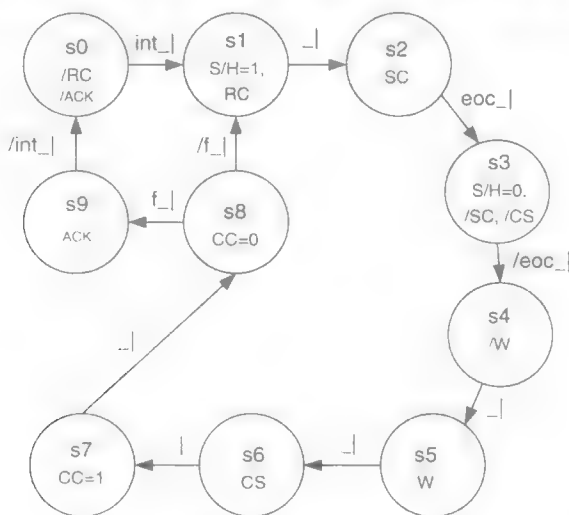 s0
/RC
/ACK
int_|
s1
S/H=1,
RC
_|
s2
SC
eoc_|
/int_|
/f_|
s3
S/H=0.
/SC, /CS
s9
ACK
f_|
s8
CC=0
/eoc_|
s4
/W
_|
_|
s7
CC=1
|
s6
CS
_|
s5
W